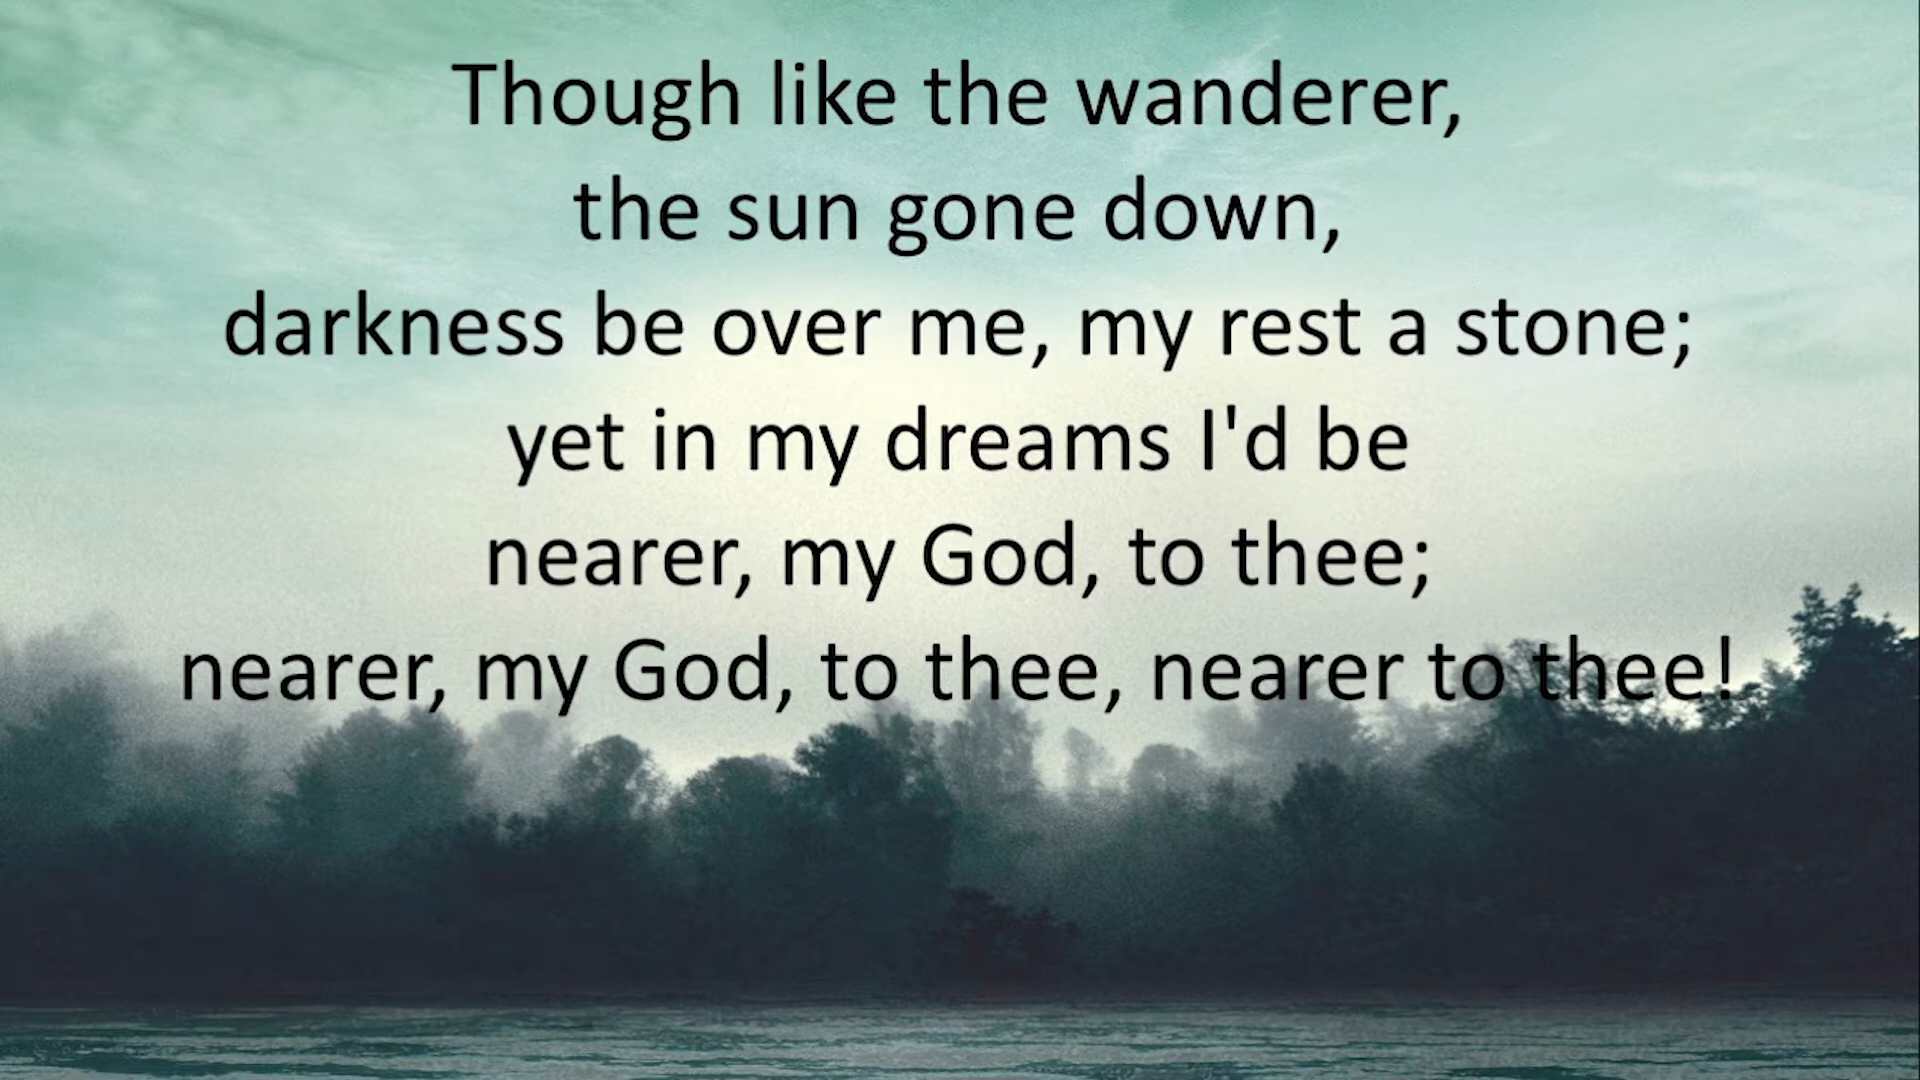 Though like the wanderer,
the sun gone down,
darkness be over me, my rest a stone;
yet in my dreams I'd be
nearer, my God, to thee;
nearer, my God, to thee, nearer to thee!